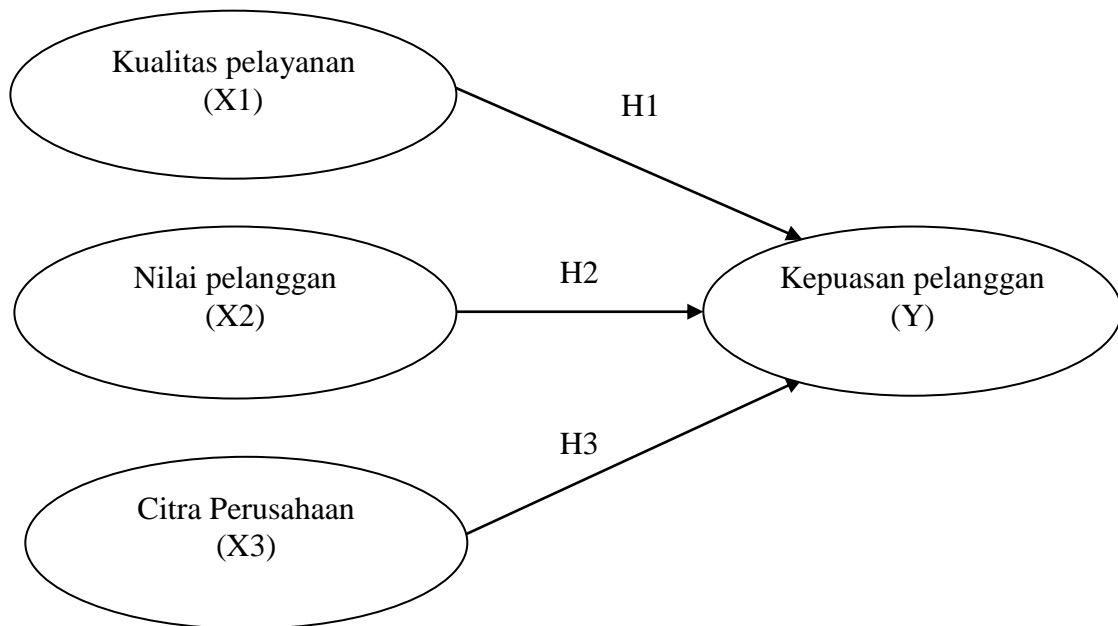 Kualitas pelayanan
(X1)
H1
Nilai pelanggan
(X2)
H2
Kepuasan pelanggan
(Y)
H3
Citra Perusahaan
(X3)